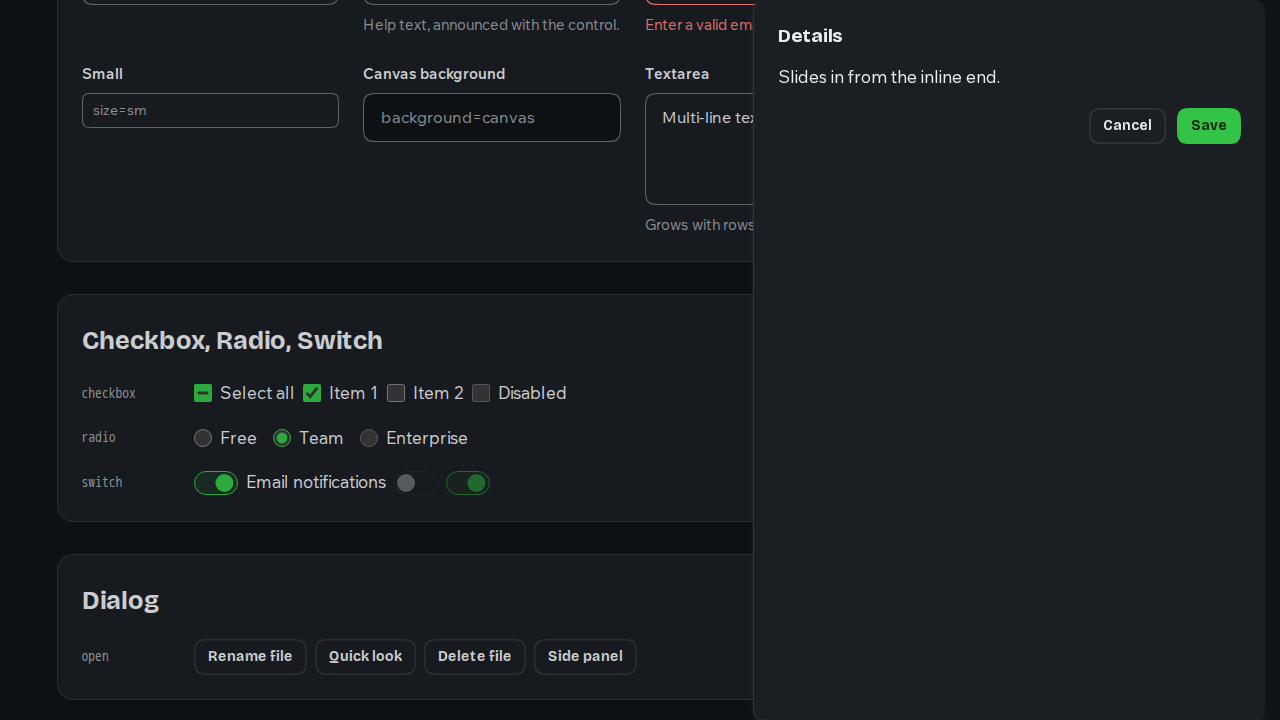 Help text, announced with the control.
Enter a valid em
Small
Canvas background
Textarea
size=sm
background=canvas
Multi-line tex
Grows with rows
Checkbox, Radio, Switch
checkbox
Select all
Item 1
Item 2
Disabled
radio
Free
Team
Enterprise
switch
Email notifications
Dialog
open
Rename file
Quick look
Delete file
Side panel
Details
Slides in from the inline end.
Cancel
Save